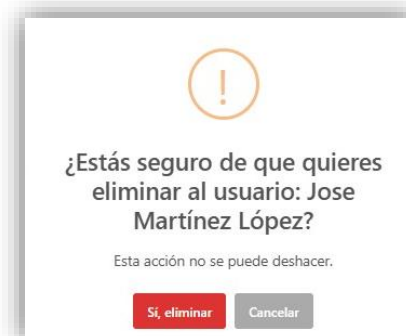 ¿Estás seguro de que quieres
eliminar al usuario: Jose
Martínez López?
Esta acción no se puede deshacer.
Sí, eliminar
Cancelar